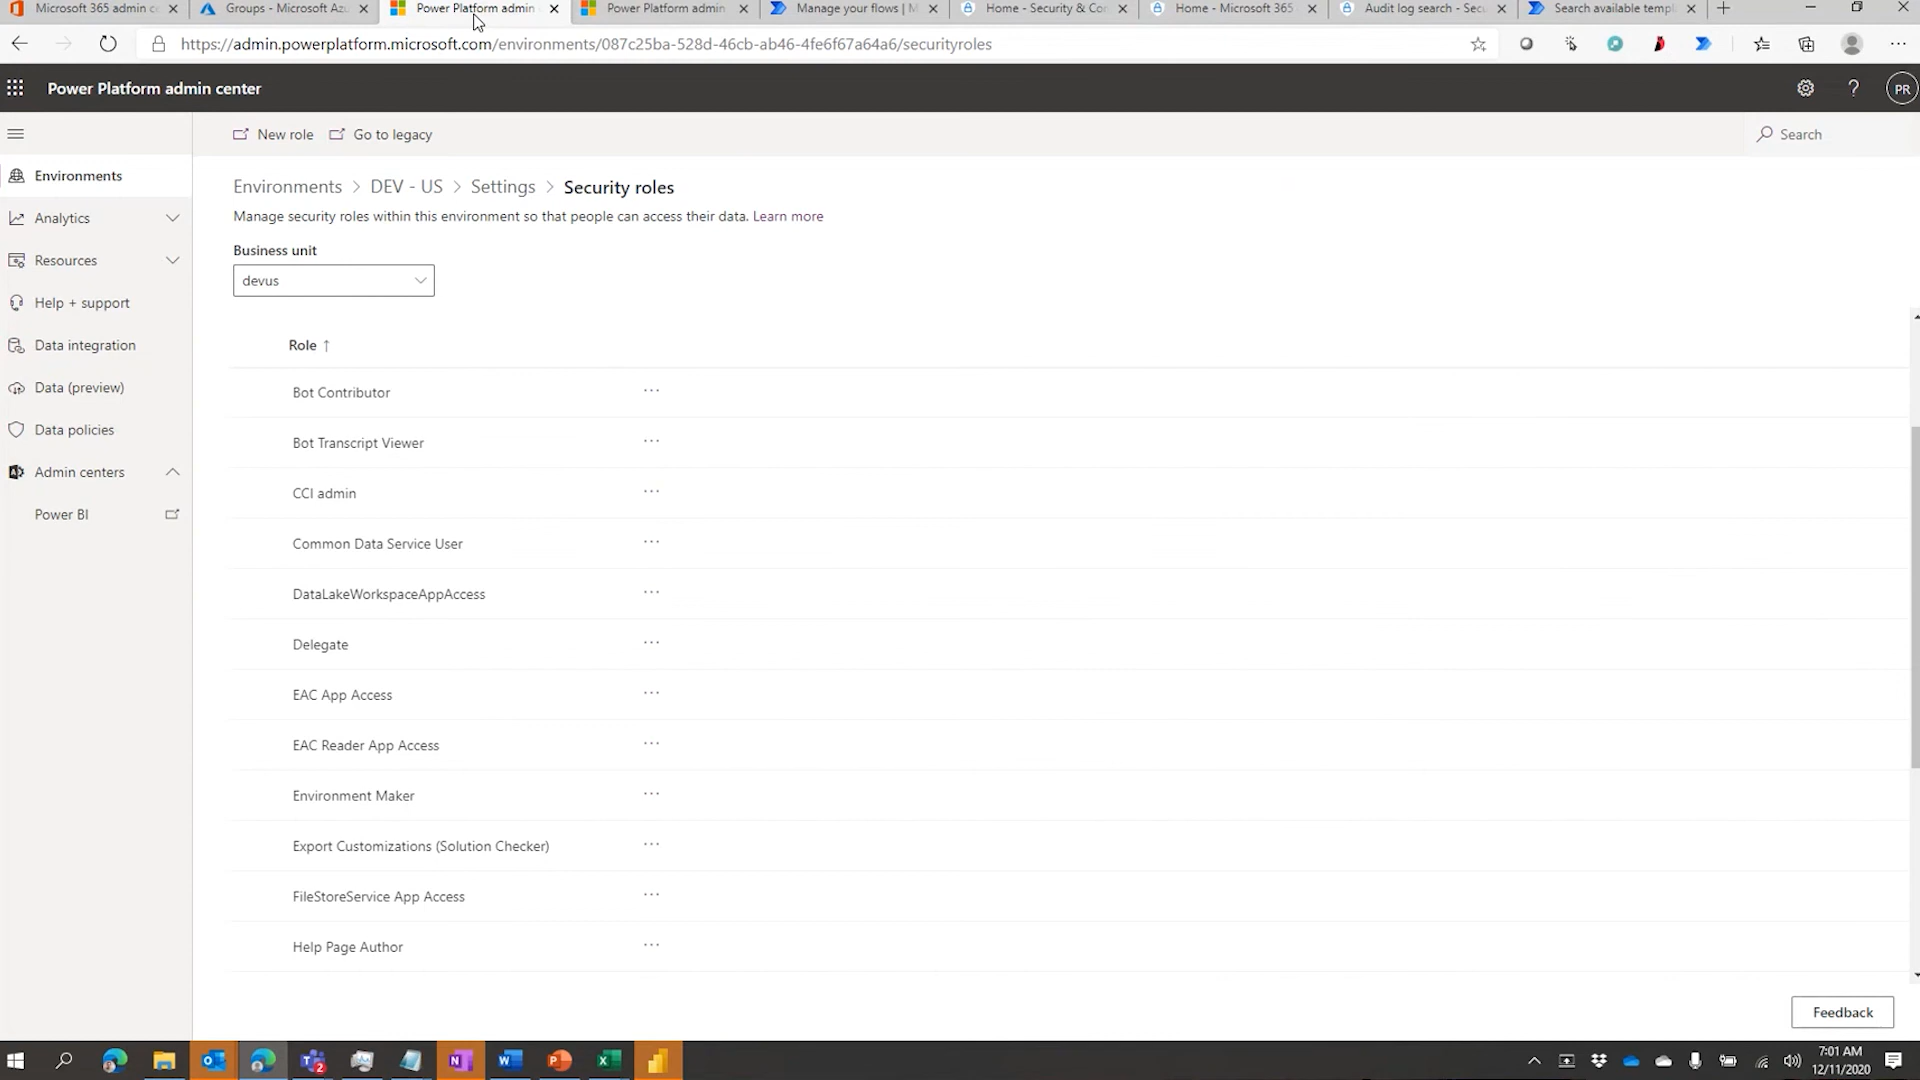 Microsoft 365 admin ce
Groups - Microsoft Azu
Power Platform admin
Power Platform admin
Manage your flows | M
Home - Security & Cor
Home - Microsoft 365
Audit log search - Secu
Search available templ
https://admin.powerplatform.microsoft.com/environments/087c25ba-528d-46cb-ab46-4fe6f67a64a6/securityroles
Power Platform admin center
PR
New role
Go to legacy
Search
Environments
Analytics
Resources
Help + support
Data integration
Data (preview)
Data policies
Admin centers
Power BI
Environments > DEV - US > Settings > Security roles
Manage security roles within this environment so that people can access their data. Learn more
Business unit
devus
Role ↑
Bot Contributor
Bot Transcript Viewer
CCI admin
Common Data Service User
DataLakeWorkspaceAppAccess
Delegate
EAC App Access
EAC Reader App Access
Environment Maker
Export Customizations (Solution Checker)
FileStoreService App Access
Help Page Author
Feedback
7:01 AM
12/11/2020